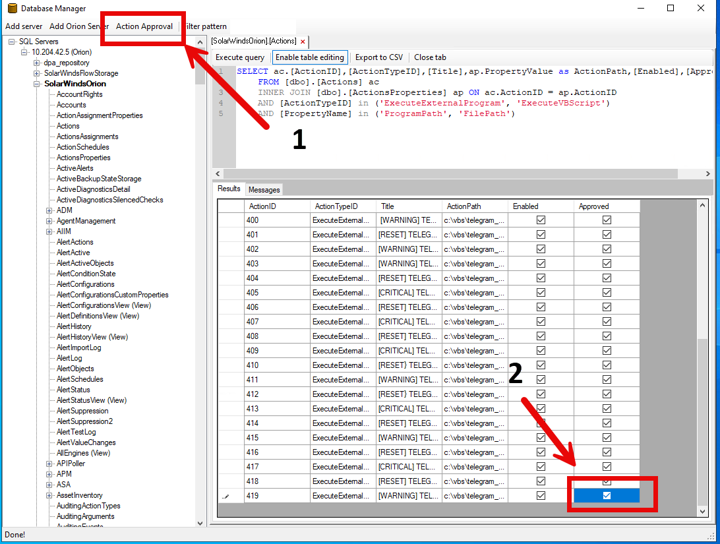 Database Manager
Add server Add Orion Server Action Approval Filter pattern
SQL Servers
10.204.42.5 (Orion)
dpa_repository
SolarWindsFlowStorage
SolarWindsOrion
AccountRights
Accounts
ActionAssignmentProperties
Actions
ActionsAssignments
ActionSchedules
ActionsProperties
ActiveAlerts
ActiveBackupStateStorage
ActiveDiagnosticsDetail
ActiveDiagnosticsSilencedChecks
ADM
AgentManagement
AIIM
AlertActions
AlertActive
AlertActiveObjects
AlertConditionState
AlertConfigurations
AlertConfigurationsCustomProperties
AlertConfigurationsView (View)
AlertDefinitionsView (View)
AlertHistory
AlertHistoryView (View)
AlertImportLog
AlertLog
AlertObjects
AlertSchedules
AlertStatus
AlertStatusView (View)
AlertSuppression
AlertSuppression2
AlertTestLog
AlertValueChanges
AllEngines (View)
APIPoller
APM
ASA
AssetInventory
AuditingActionTypes
AuditingArguments
AuditingEvents
[SolarWindsOrion].[Actions] ×
Execute query Enable table editing Export to CSV Close tab
1 SELECT ac.[ActionID],[ActionTypeID],[Title],ap.PropertyValue as ActionPath,[Enabled],[Appr
FROM [dbo].[Actions] ac
3 INNER JOIN [dbo].[ActionsProperties] ap ON ac.ActionID = ap.ActionID
4 AND [ActionTypeID] in ('ExecuteExternalProgram', 'ExecuteVBScript')
5 AND [PropertyName] in ('ProgramPath', 'FilePath')
1
Results Messages
ActionID ActionTypeID Title ActionPath Enabled Approved
400 ExecuteExternal... [WARNING] TE... c:\vbs\telegram_...
401 ExecuteExternal... [RESET] TELEG... c:\vbs\telegram_...
402 ExecuteExternal... [WARNING] TE... c:\vbs\telegram_...
403 ExecuteExternal... [WARNING] TE... c:\vbs\telegram_...
404 ExecuteExternal... [RESET] TELEG... c:\vbs\telegram_...
405 ExecuteExternal... [CRITICAL] TEL... c:\vbs\telegram_...
406 ExecuteExternal... [RESET] TELEG... c:\vbs\telegram_...
407 ExecuteExternal... [CRITICAL] TEL... c:\vbs\telegram_...
408 ExecuteExternal... [RESET] TELEG... c:\vbs\telegram_...
409 ExecuteExternal... [CRITICAL] TEL... c:\vbs\telegram_...
410 ExecuteExternal... [RESET] TELEG... c:\vbs\telegram_...
411 ExecuteExternal... [WARNING] TE... c:\vbs\telegram_...
412 ExecuteExternal... [RESET] TELEG... c:\vbs\telegram_...
413 ExecuteExternal... [CRITICAL] TEL... c:\vbs\telegram_...
414 ExecuteExternal... [RESET] TELEG... c:\vbs\telegram_...
415 ExecuteExternal... [WARNING] TE... c:\vbs\telegram_...
416 ExecuteExternal... [RESET] TELEG... c:\vbs\telegram_...
417 ExecuteExternal... [CRITICAL] TEL... c:\vbs\telegram_...
418 ExecuteExternal... [RESET] TELEG... c:\vbs\telegram_...
419 ExecuteExternal... [WARNING] TEL... c:\vbs\telegram_...
2
Done!